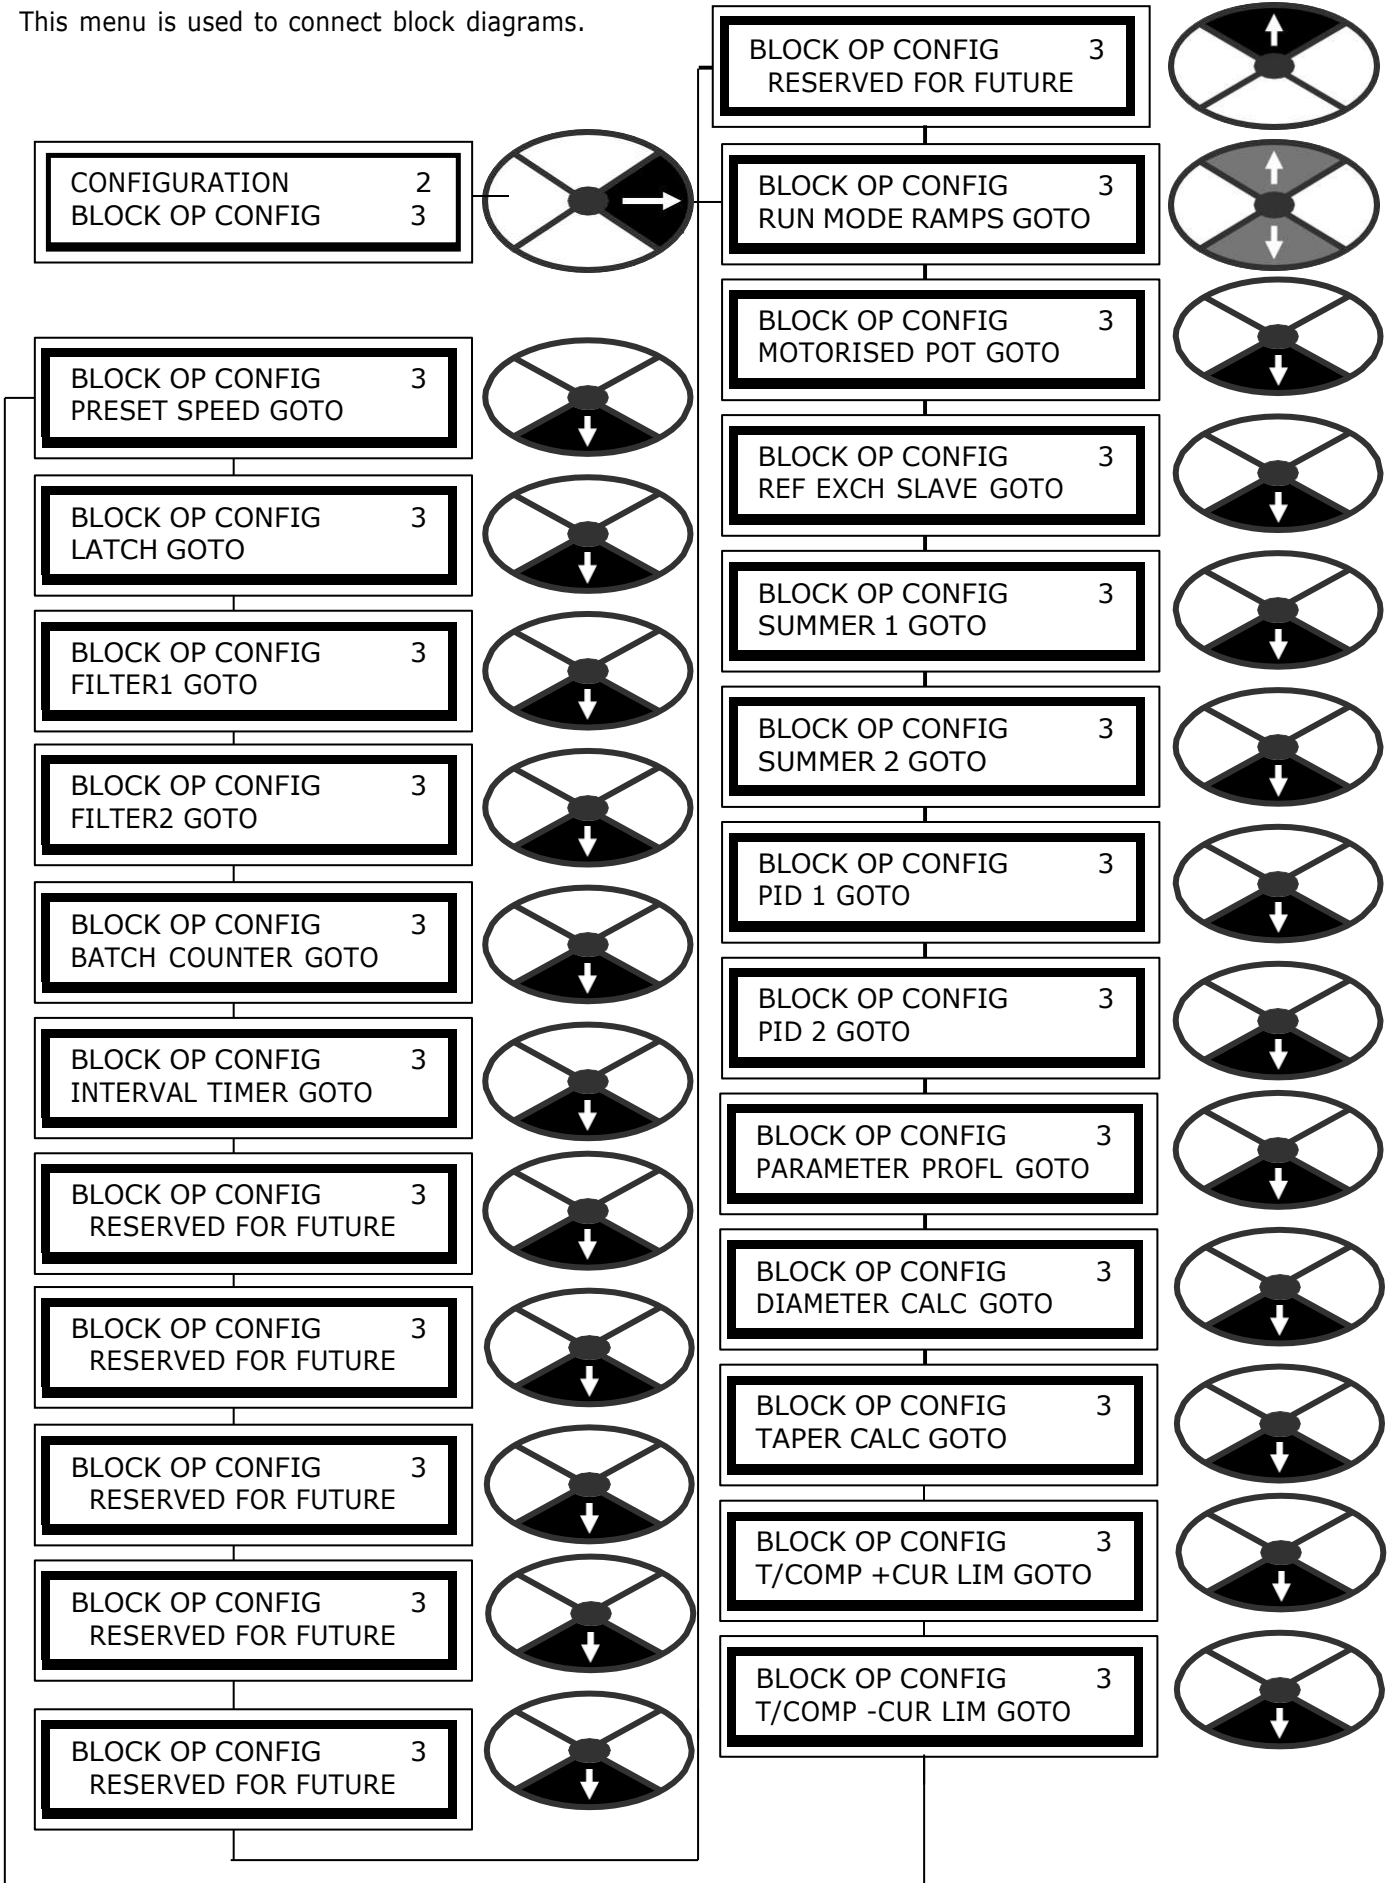 This menu is used to connect block diagrams.
BLOCK OP CONFIG 3
RESERVED FOR FUTURE
CONFIGURATION 2
BLOCK OP CONFIG 3
BLOCK OP CONFIG 3
RUN MODE RAMPS GOTO
BLOCK OP CONFIG 3
MOTORISED POT GOTO
BLOCK OP CONFIG 3
REF EXCH SLAVE GOTO
BLOCK OP CONFIG 3
SUMMER 1 GOTO
BLOCK OP CONFIG 3
SUMMER 2 GOTO
BLOCK OP CONFIG 3
PID 1 GOTO
BLOCK OP CONFIG 3
PID 2 GOTO
BLOCK OP CONFIG 3
PARAMETER PROFL GOTO
BLOCK OP CONFIG 3
DIAMETER CALC GOTO
BLOCK OP CONFIG 3
TAPER CALC GOTO
BLOCK OP CONFIG 3
T/COMP +CUR LIM GOTO
BLOCK OP CONFIG 3
T/COMP -CUR LIM GOTO
BLOCK OP CONFIG 3
PRESET SPEED GOTO
BLOCK OP CONFIG 3
LATCH GOTO
BLOCK OP CONFIG 3
FILTER1 GOTO
BLOCK OP CONFIG 3
FILTER2 GOTO
BLOCK OP CONFIG 3
BATCH COUNTER GOTO
BLOCK OP CONFIG 3
INTERVAL TIMER GOTO
BLOCK OP CONFIG 3
RESERVED FOR FUTURE
BLOCK OP CONFIG 3
RESERVED FOR FUTURE
BLOCK OP CONFIG 3
RESERVED FOR FUTURE
BLOCK OP CONFIG 3
RESERVED FOR FUTURE
BLOCK OP CONFIG 3
RESERVED FOR FUTURE